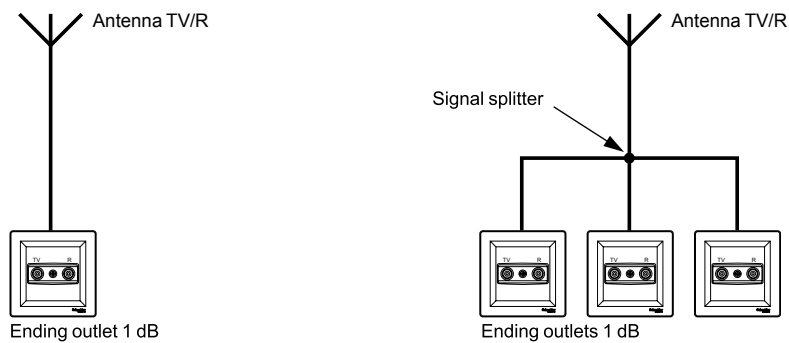 Antenna TV/R
Antenna TV/R
Signal splitter
TV R
TV R
TV R
TV R
Ending outlet 1 dB
Ending outlets 1 dB